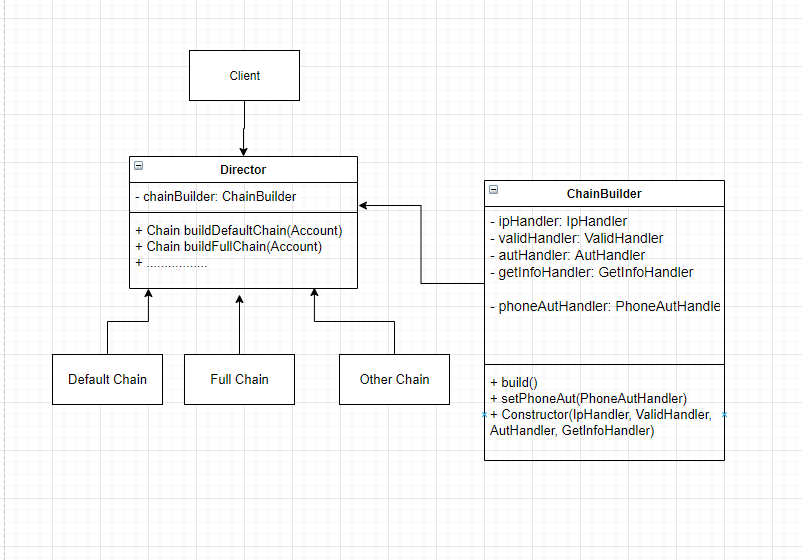 Client
Director
- chainBuilder: ChainBuilder
+ Chain buildDefaultChain(Account)
+ Chain buildFullChain(Account)
+ .................
Default Chain
Full Chain
Other Chain
ChainBuilder
- ipHandler: IpHandler
- validHandler: ValidHandler
- autHandler: AutHandler
- getInfoHandler: GetInfoHandler
- phoneAutHandler: PhoneAutHandle
+ build()
+ setPhoneAut(PhoneAutHandler)
+ Constructor(IpHandler, ValidHandler,
AutHandler, GetInfoHandler)